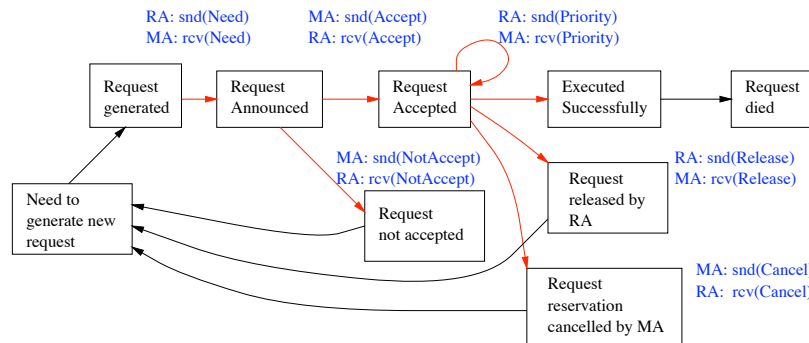 RA: snd(Need)
MA: rcv(Need)
MA: snd(Accept)
RA: rcv(Accept)
RA: snd(Priority)
MA: rcv(Priority)
Request
generated
Request
Announced
Request
Accepted
Executed
Successfully
Request
died
MA: snd(NotAccept)
RA: rcv(NotAccept)
RA: snd(Release)
MA: rcv(Release)
Need to
generate new
request
Request
not accepted
Request
released by
RA
MA: snd(Cancel)
RA: rcv(Cancel)
Request
reservation
cancelled by MA